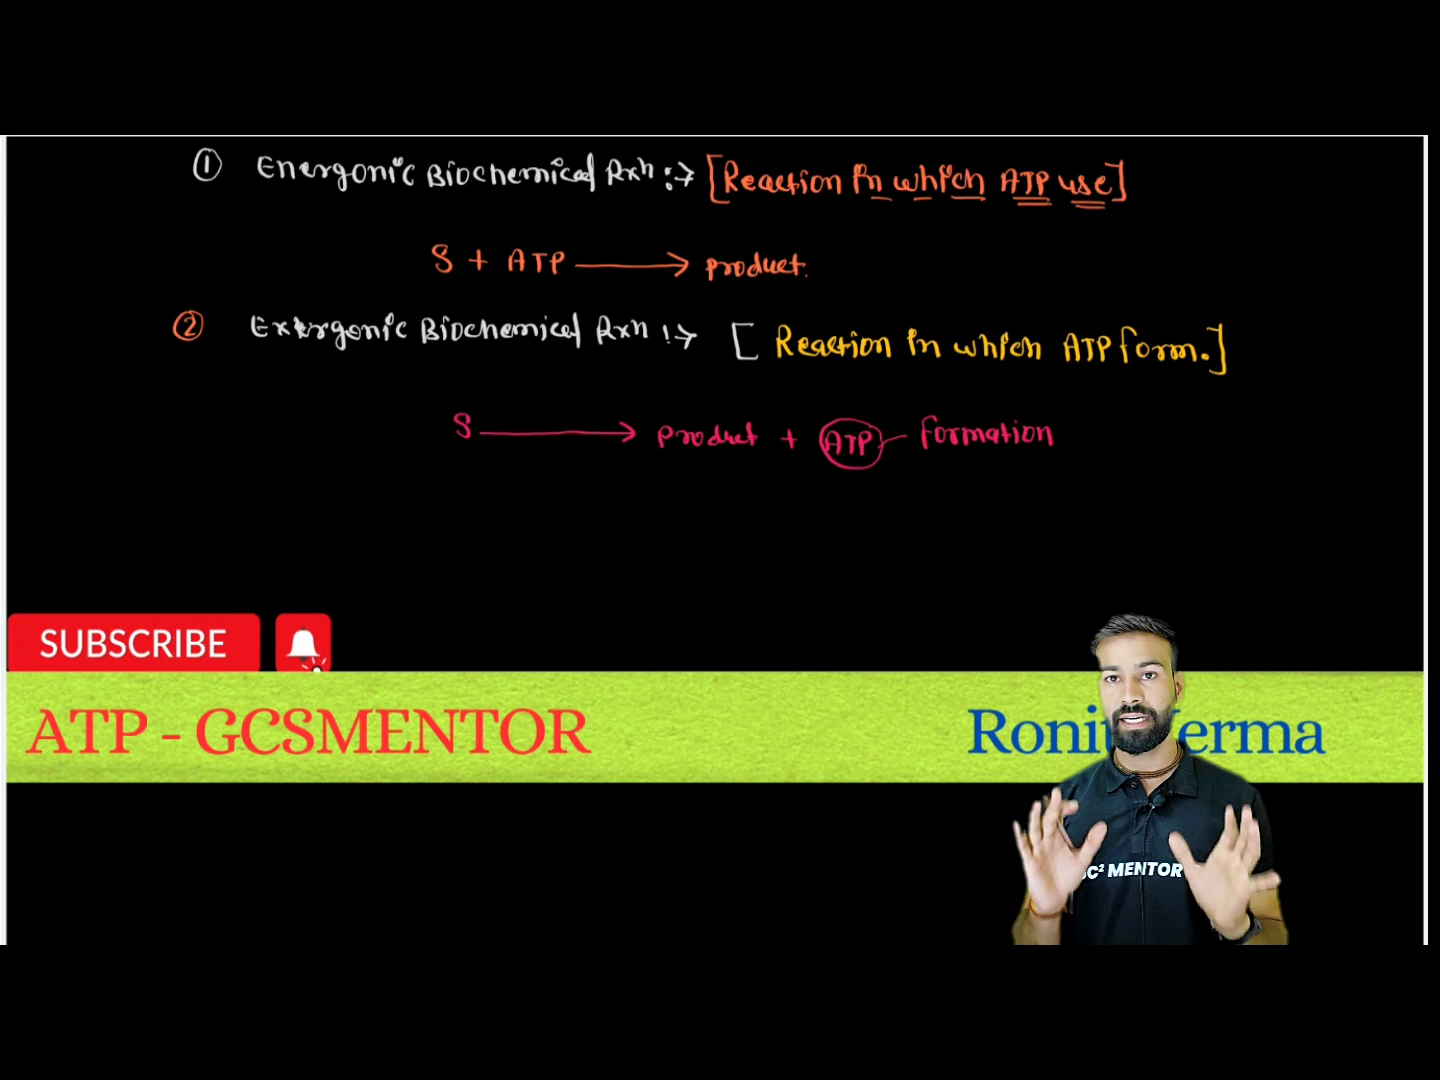 ① Energonic Biochemical Rxn :→ [Reaction in which ATP use]
S + ATP → product.
② Exergonic Biochemical Rxn :→ [Reaction in which ATP form.]
S → product + ATP - formation
SUBSCRIBE
ATP - GCSMENTOR
Roni erma
C² MENTOR